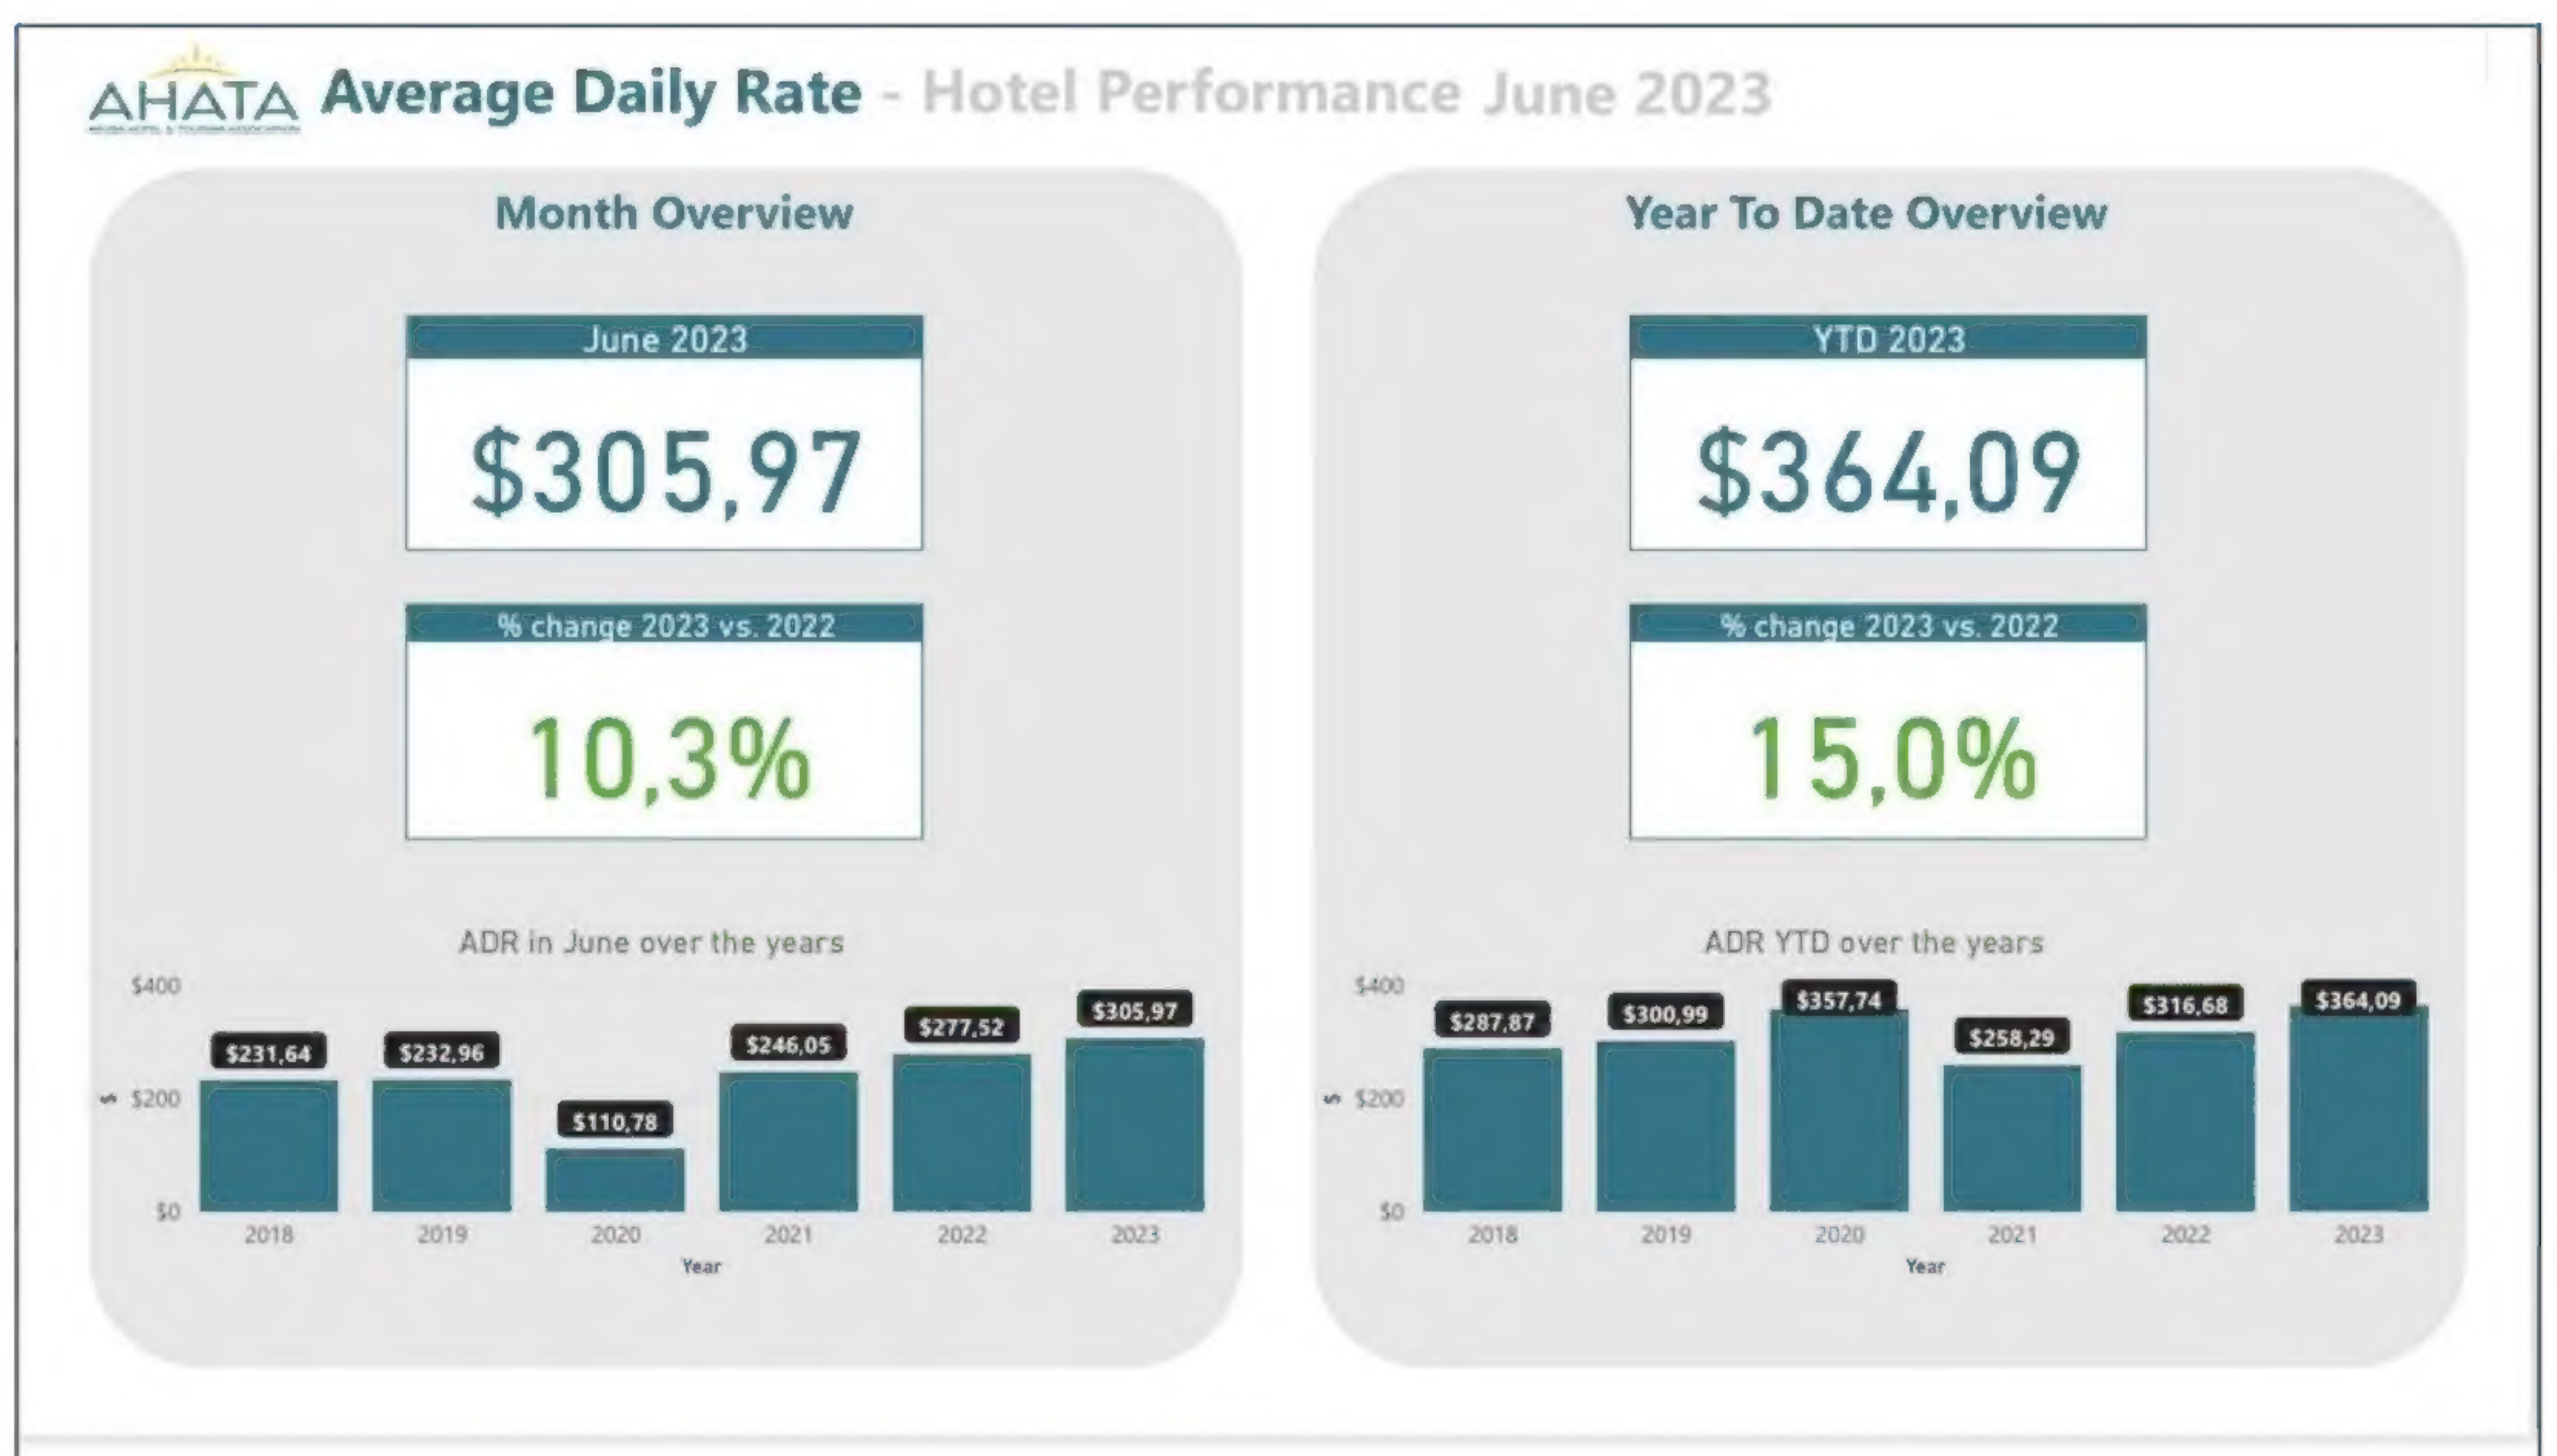 AHATA Average Daily Rate - Hotel Performance June 2023
Month Overview
June 2023
$305,97
% change 2023 vs. 2022
10,3%
ADR in June over the years
$400
$200
$0
$
$231,64
$232,96
$110,78
$246,05
$277,52
$305,97
2018 2019 2020 2021 2022 2023
Year
Year To Date Overview
YTD 2023
$364,09
% change 2023 vs. 2022
15,0%
ADR YTD over the years
$400
$200
$0
$
$287,87
$300,99
$357,74
$258,29
$316,68
$364,09
2018 2019 2020 2021 2022 2023
Year